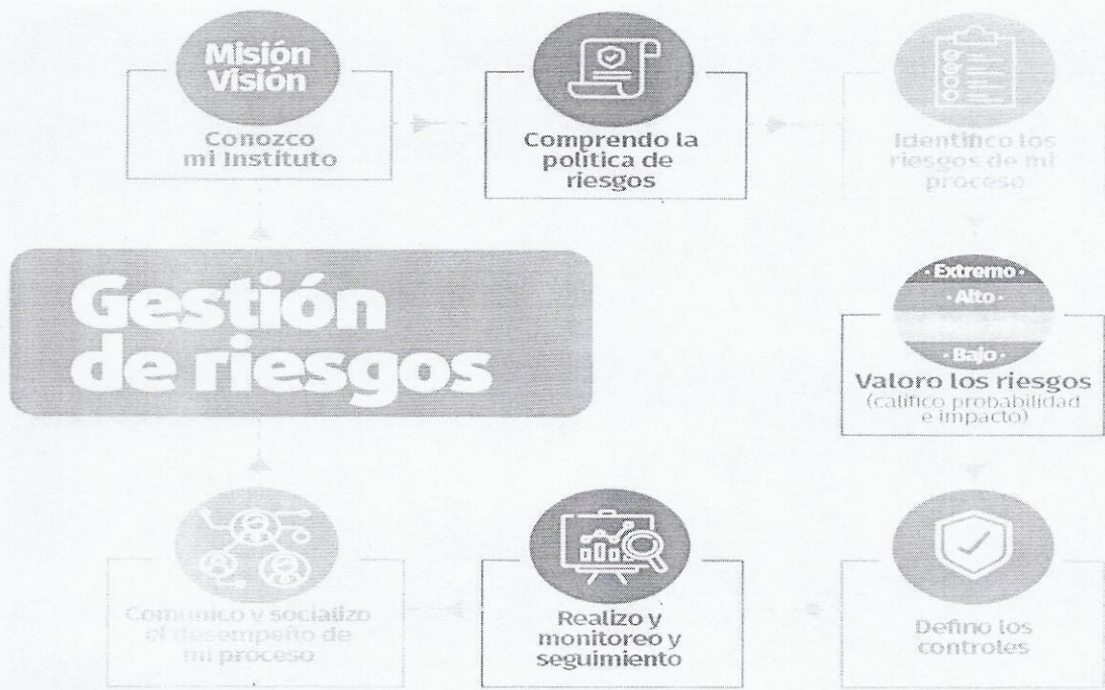 Misión
Visión
Conozco
mi Instituto
Comprendo la
política de
riesgos
Identifico los
riesgos de mi
proceso
Gestión
de riesgos
· Extremo ·
· Alto ·
· Bajo ·
Valoro los riesgos
(califico probabilidad
e impacto)
Defino los
controles
Realizo y
monitoreo y
seguimiento
Comunico y socializo
el desempeño de
mi proceso